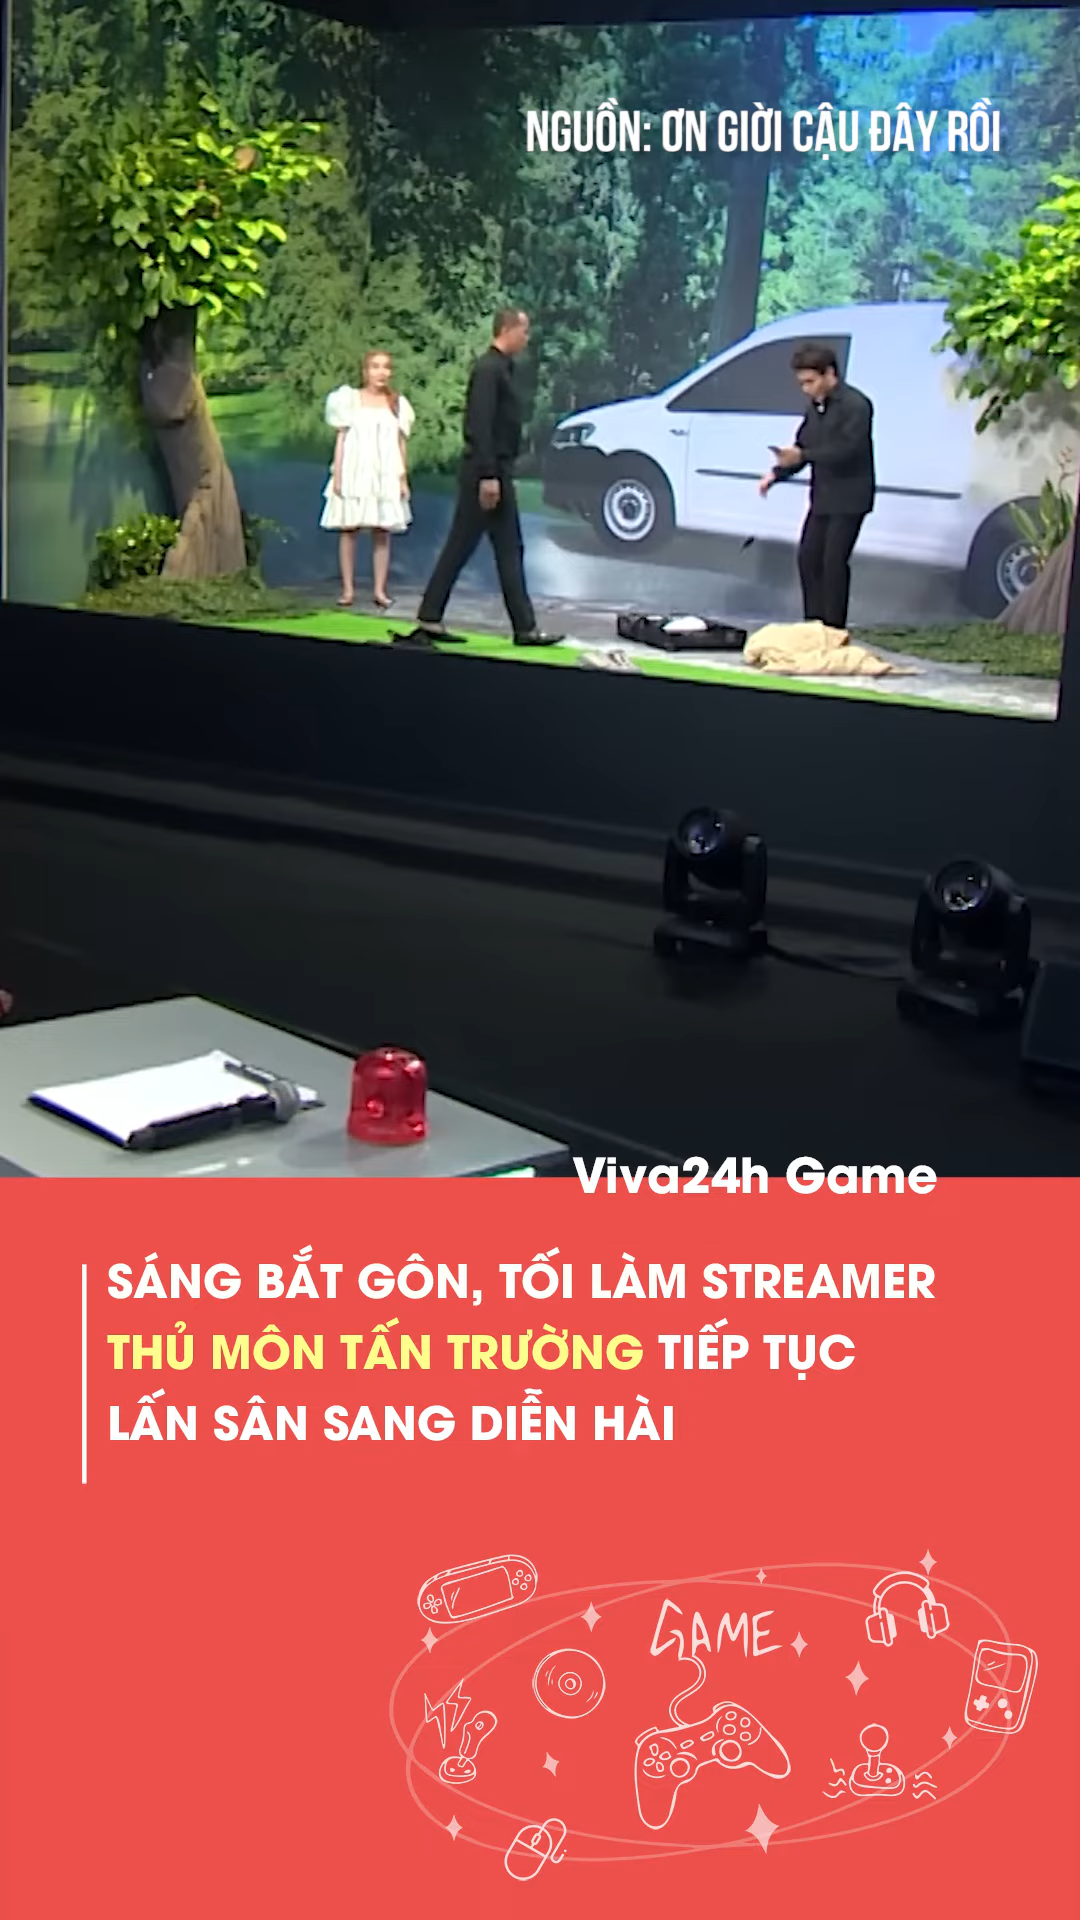 NGUỒN: ƠN GIỜI CẬU ĐÂY RỒI
Viva24h Game
SÁNG BẮT GÔN, TỐI LÀM STREAMER
THỦ MÔN TẤN TRƯỜNG TIẾP TỤC
LẤN SÂN SANG DIỄN HÀI
GAME